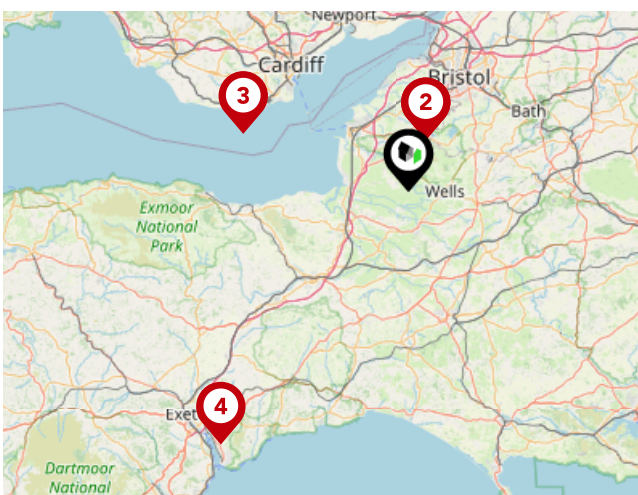 Newport
Cardiff
3
Bristol
2
Bath
Wells
Exmoor
National
Park
4
Exet
Dartmoor
National